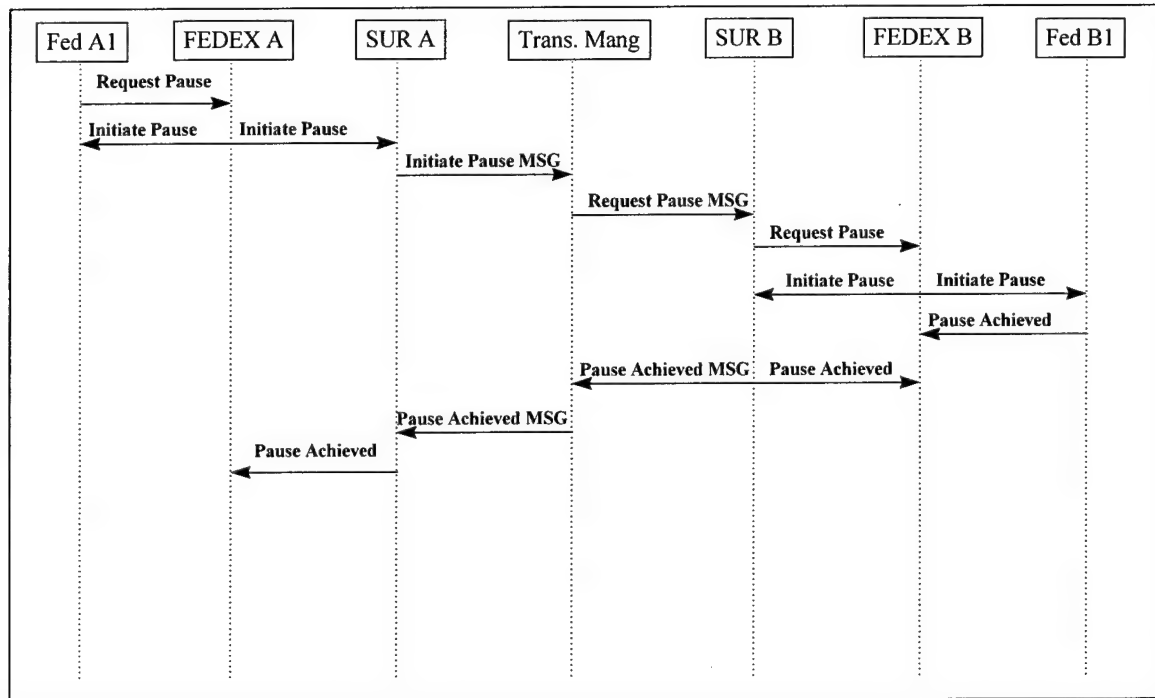 Fed A1 FEDEX A SUR A Trans. Mang SUR B FEDEX B Fed B1
Request Pause
Initiate Pause Initiate Pause
Initiate Pause MSG
Request Pause MSG
Request Pause
Initiate Pause Initiate Pause
Pause Achieved
Pause Achieved MSG Pause Achieved
Pause Achieved MSG
Pause Achieved